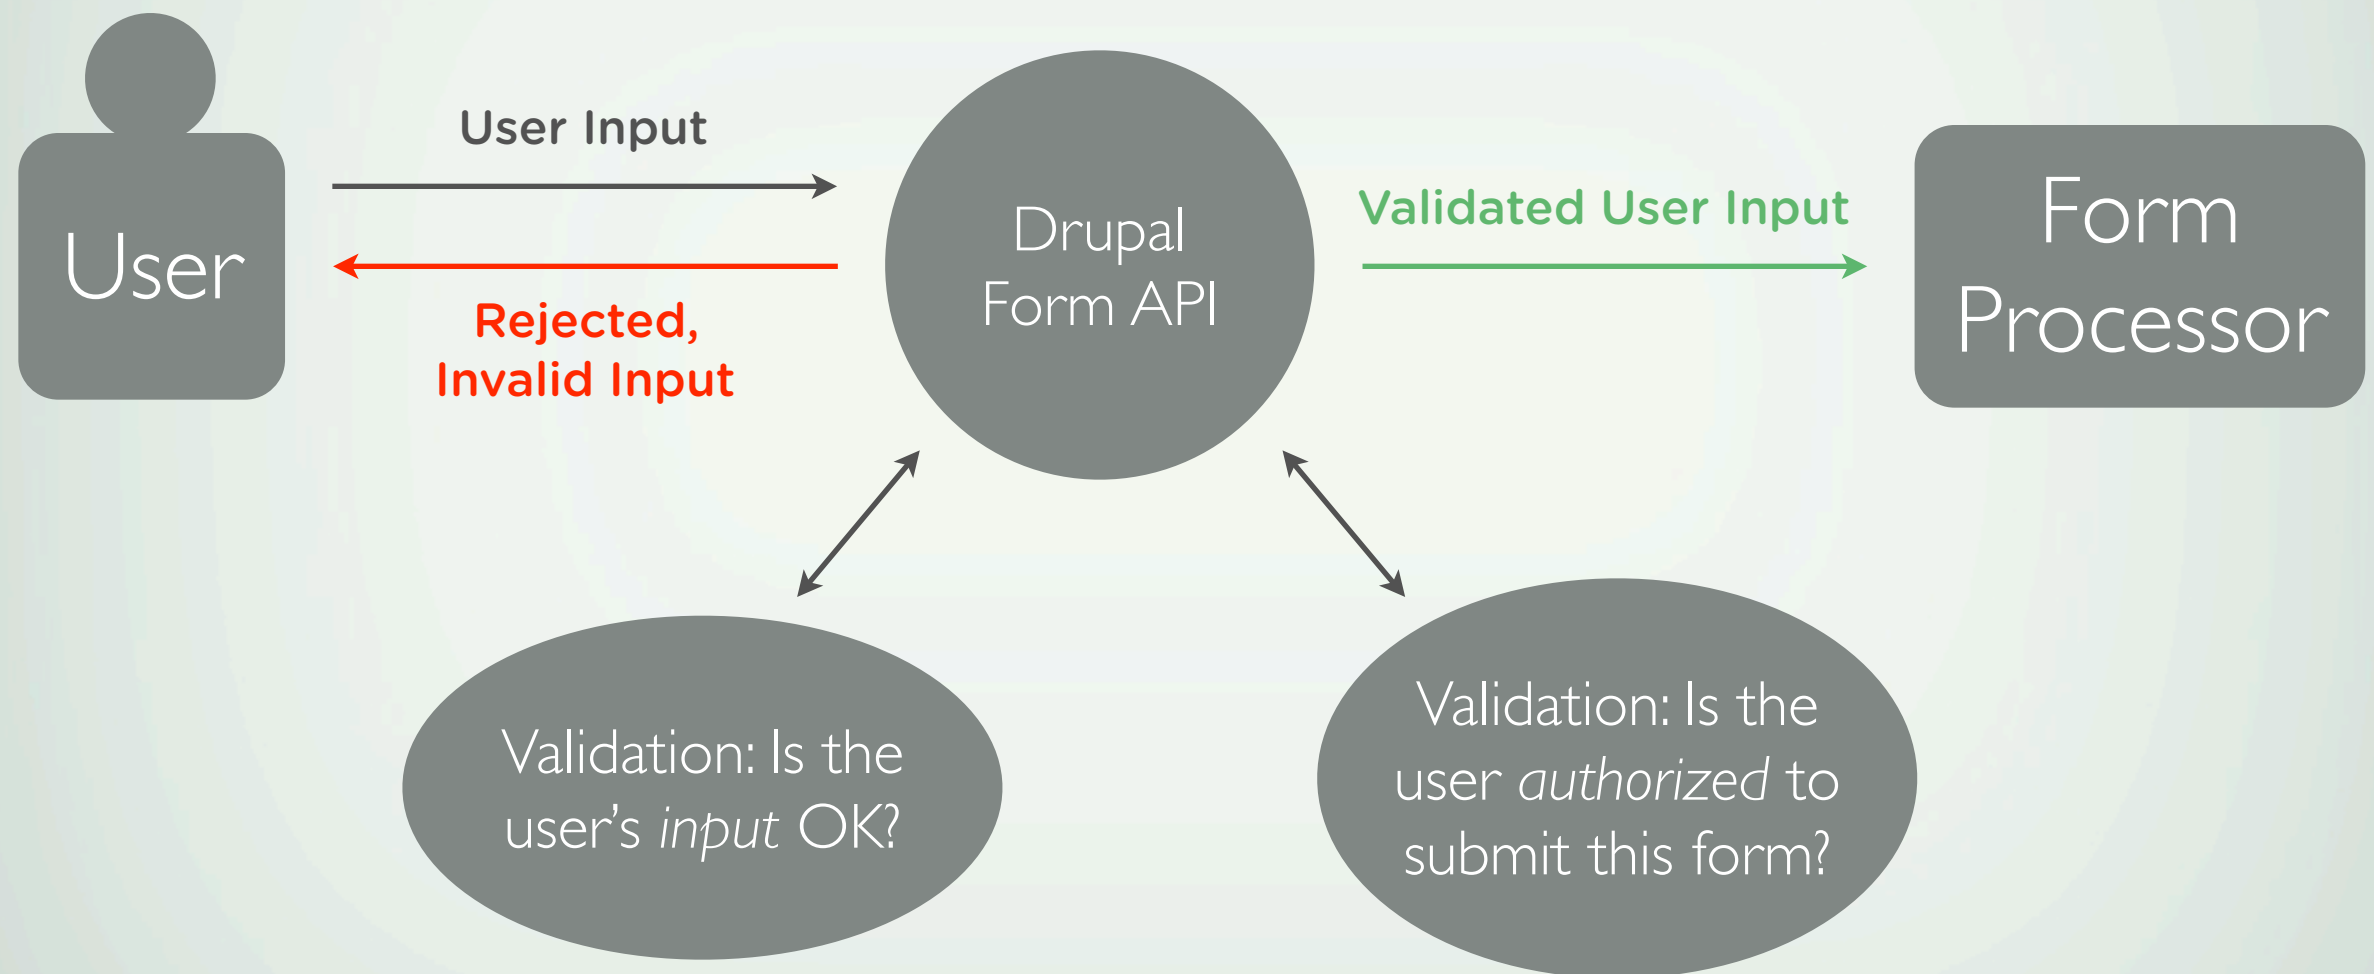 User
User Input
Rejected,
Invalid Input
Drupal
Form API
Validated User Input
Form
Processor
Validation: Is the
user’s input OK?
Validation: Is the
user authorized to
submit this form?